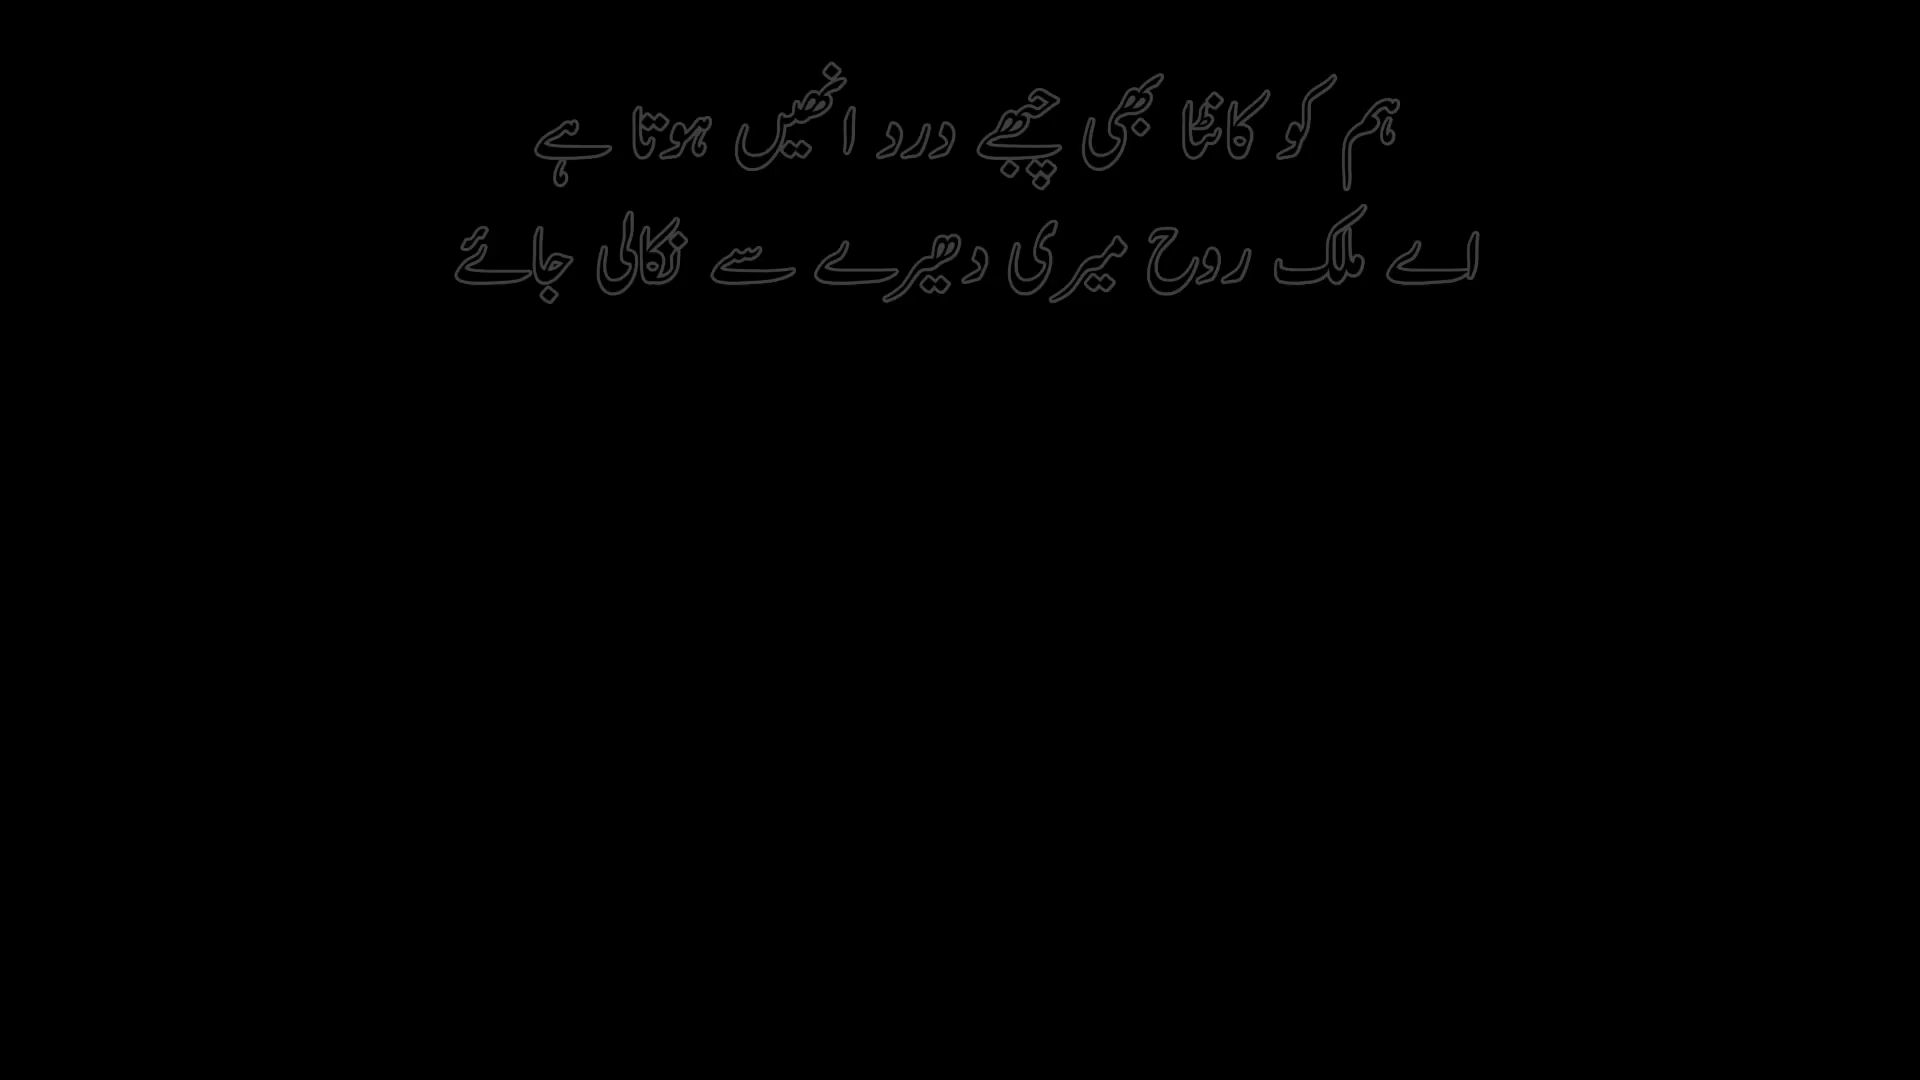 ہم کو کانٹا بھی چبھے درد انھیں ہوتا ہے
اے ملک روح میری دھیرے سے نکالی جائے